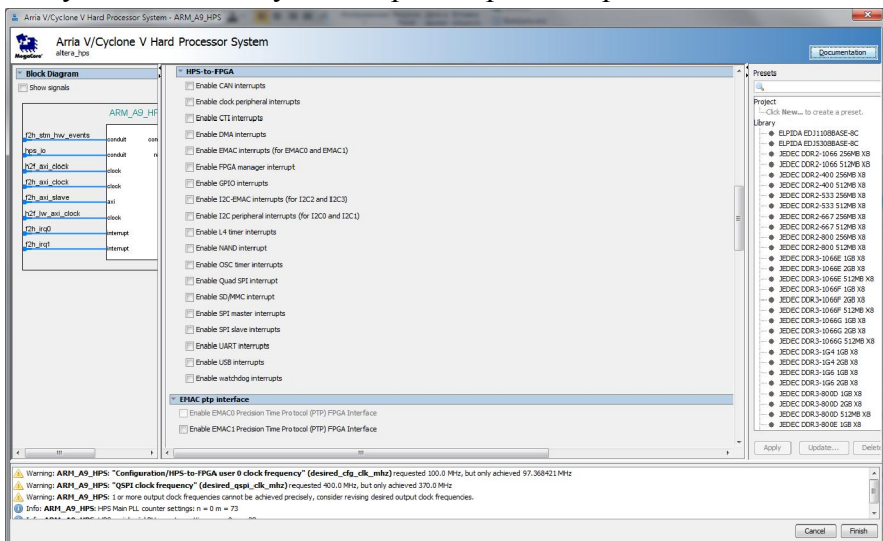 Arria V/Cyclone V Hard Processor System - ARM_A9_HPS
Arria V/Cyclone V Hard Processor System
altera_hps
MegaCore
Documentation
Block Diagram
Show signals
ARM_A9_HP
f2h_stm_hw_events
conduit
con
hps_io
conduit
h2f_axi_clock
clock
f2h_axi_clock
clock
f2h_axi_slave
axi
h2f_lw_axi_clock
clock
f2h_irq0
interrupt
f2h_irq1
interrupt
HPS-to-FPGA
Enable CAN interrupts
Enable clock peripheral interrupts
Enable CTI interrupts
Enable DMA interrupts
Enable EMAC interrupts (for EMAC0 and EMAC1)
Enable FPGA manager interrupt
Enable GPIO interrupts
Enable I2C-EMAC interrupts (for I2C2 and I2C3)
Enable I2C peripheral interrupts (for I2C0 and I2C1)
Enable L4 timer interrupts
Enable NAND interrupt
Enable OSC timer interrupts
Enable Quad SPI interrupt
Enable SD/MMC interrupt
Enable SPI master interrupts
Enable SPI slave interrupts
Enable UART interrupts
Enable USB interrupts
Enable watchdog interrupts
EMAC ptp interface
Enable EMAC0 Precision Time Protocol (PTP) FPGA Interface
Enable EMAC1 Precision Time Protocol (PTP) FPGA Interface
Presets
Project
Click New... to create a preset.
Library
ELPIDA EDJ1108BASE-8C
ELPIDA EDJ5308BASE-8C
JEDEC DDR2-1066 256MB X8
JEDEC DDR2-1066 512MB X8
JEDEC DDR2-400 256MB X8
JEDEC DDR2-400 512MB X8
JEDEC DDR2-533 256MB X8
JEDEC DDR2-533 512MB X8
JEDEC DDR2-667 256MB X8
JEDEC DDR2-667 512MB X8
JEDEC DDR2-800 256MB X8
JEDEC DDR2-800 512MB X8
JEDEC DDR3-1066E 1GB X8
JEDEC DDR3-1066E 2GB X8
JEDEC DDR3-1066E 512MB X8
JEDEC DDR3-1066F 1GB X8
JEDEC DDR3-1066F 2GB X8
JEDEC DDR3-1066F 512MB X8
JEDEC DDR3-1066G 1GB X8
JEDEC DDR3-1066G 2GB X8
JEDEC DDR3-1066G 512MB X8
JEDEC DDR3-1G4 1GB X8
JEDEC DDR3-1G4 2GB X8
JEDEC DDR3-1G6 1GB X8
JEDEC DDR3-1G6 2GB X8
JEDEC DDR3-800D 1GB X8
JEDEC DDR3-800D 2GB X8
JEDEC DDR3-800D 512MB X8
JEDEC DDR3-800E 1GB X8
Apply
Update...
Delete
Warning: ARM_A9_HPS: "Configuration/HPS-to-FPGA user 0 clock frequency" (desired_cfg_clk_mhz) requested 100.0 MHz, but only achieved 97.368421 MHz
Warning: ARM_A9_HPS: "QSPI clock frequency" (desired_qspi_clk_mhz) requested 400.0 MHz, but only achieved 370.0 MHz
Warning: ARM_A9_HPS: 1 or more output clock frequencies cannot be achieved precisely, consider revising desired output clock frequencies.
Info: ARM_A9_HPS: HPS Main PLL counter settings: n = 0 m = 73
Cancel
Finish